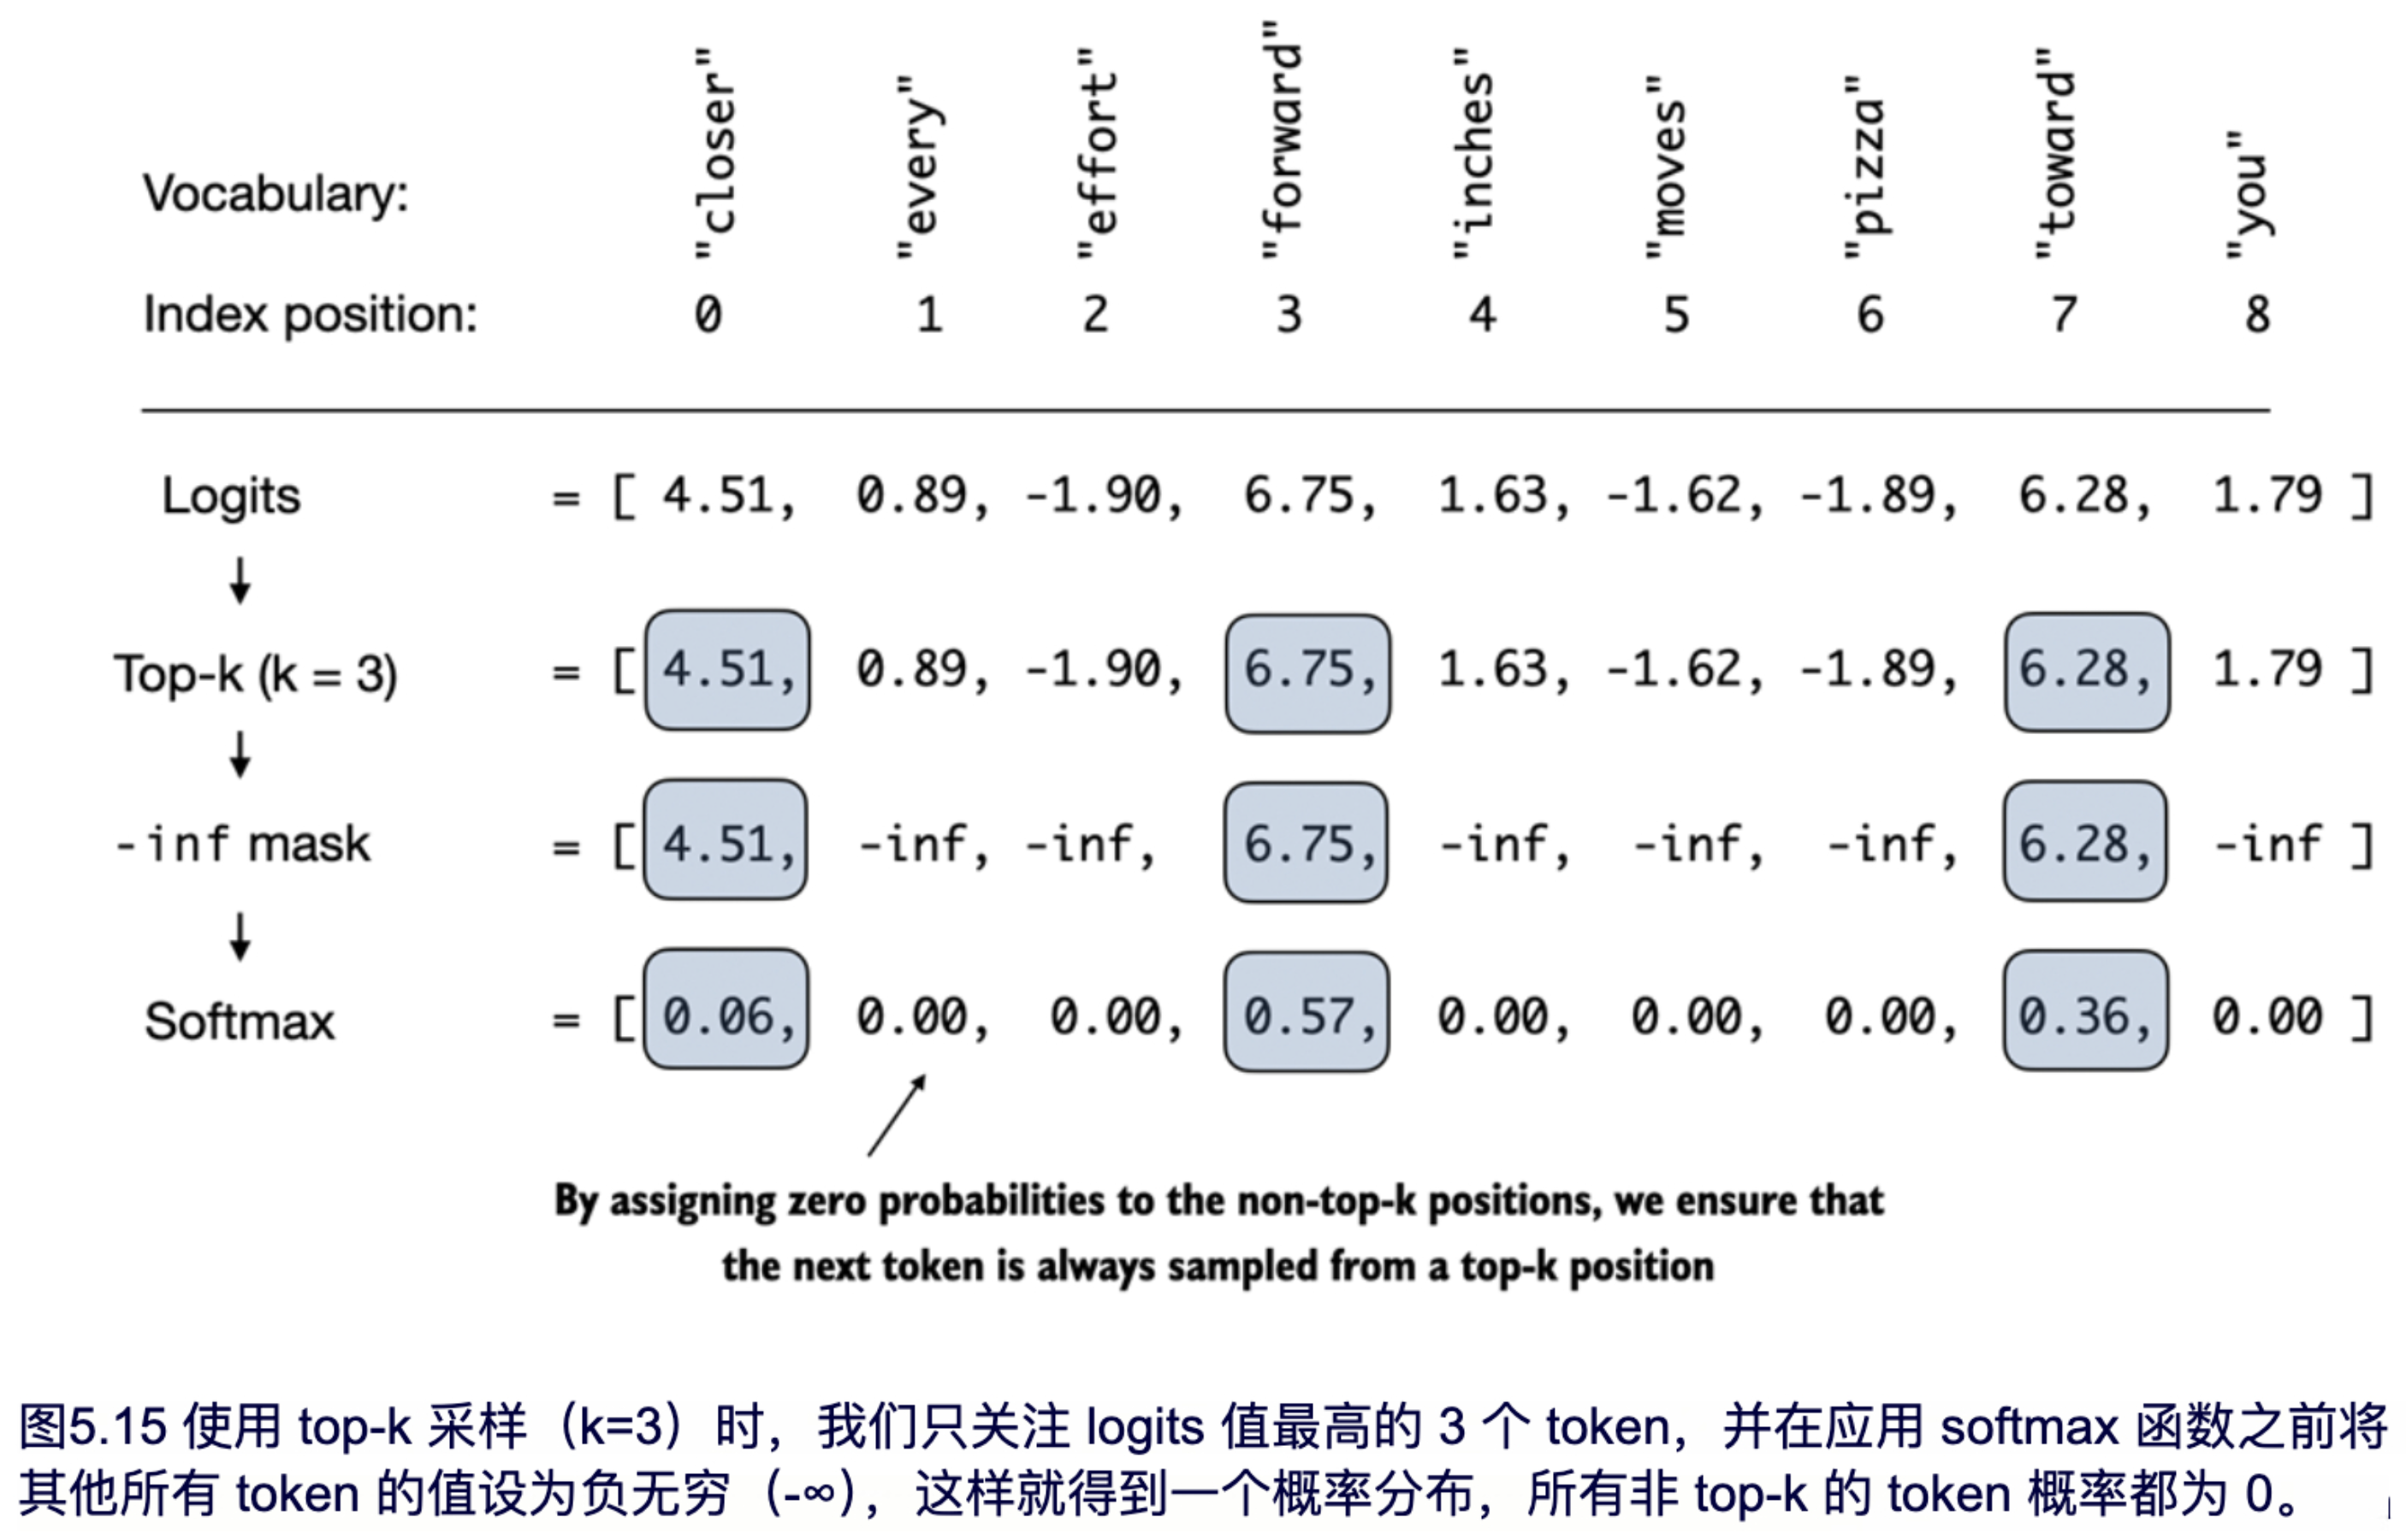 "closer" "every" "effort" "forward" "inches" "moves" "pizza" "toward" "you"
Vocabulary:
Index position: 0 1 2 3 4 5 6 7 8
Logits = [ 4.51, 0.89, -1.90, 6.75, 1.63, -1.62, -1.89, 6.28, 1.79 ]
Top-k (k = 3) = [ 4.51, 0.89, -1.90, 6.75, 1.63, -1.62, -1.89, 6.28, 1.79 ]
-inf mask = [ 4.51, -inf, -inf, 6.75, -inf, -inf, -inf, 6.28, -inf ]
Softmax = [ 0.06, 0.00, 0.00, 0.57, 0.00, 0.00, 0.00, 0.36, 0.00 ]
By assigning zero probabilities to the non-top-k positions, we ensure that
the next token is always sampled from a top-k position
图5.15 使用 top-k 采样（k=3）时，我们只关注 logits 值最高的 3 个 token，并在应用 softmax 函数之前将
其他所有 token 的值设为负无穷（-∞），这样就得到一个概率分布，所有非 top-k 的 token 概率都为 0。